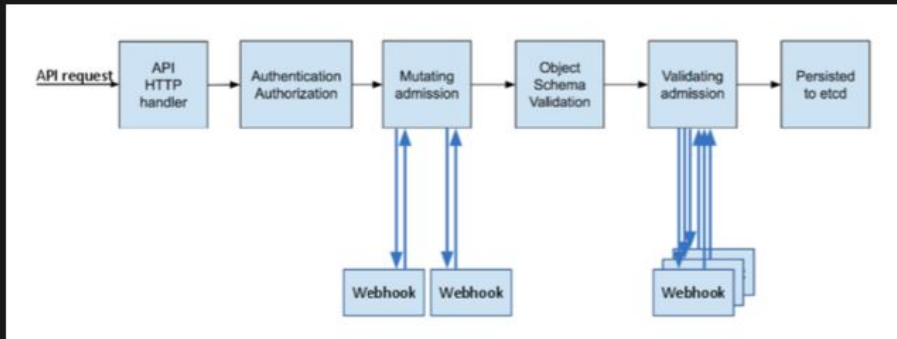 API request
API
HTTP
handler
Authentication
Authorization
Mutating
admission
Object
Schema
Validation
Validating
admission
Persisted
to etcd
Webhook
Webhook
Webhook